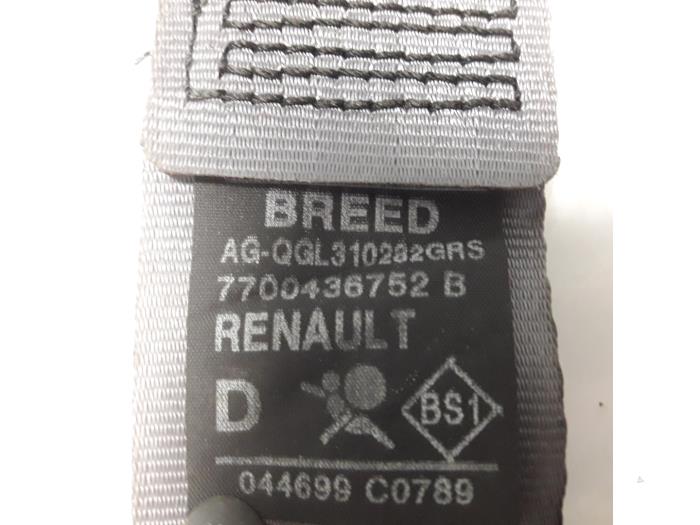 BREED
AG-QGL310282GRS
7700436752 B
RENAULT
D
BS1
044699 C0789